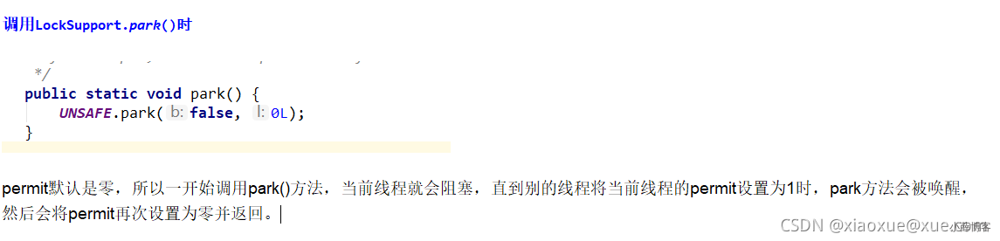 调用LockSupport.park()时
*/
public static void park() {
UNSAFE.park( b: false, l: 0L);
}
permit默认是零，所以一开始调用park()方法，当前线程就会阻塞，直到别的线程将当前线程的permit设置为1时，park方法会被唤醒，
然后会将permit再次设置为零并返回。
CSDN @xiaoxue@xue